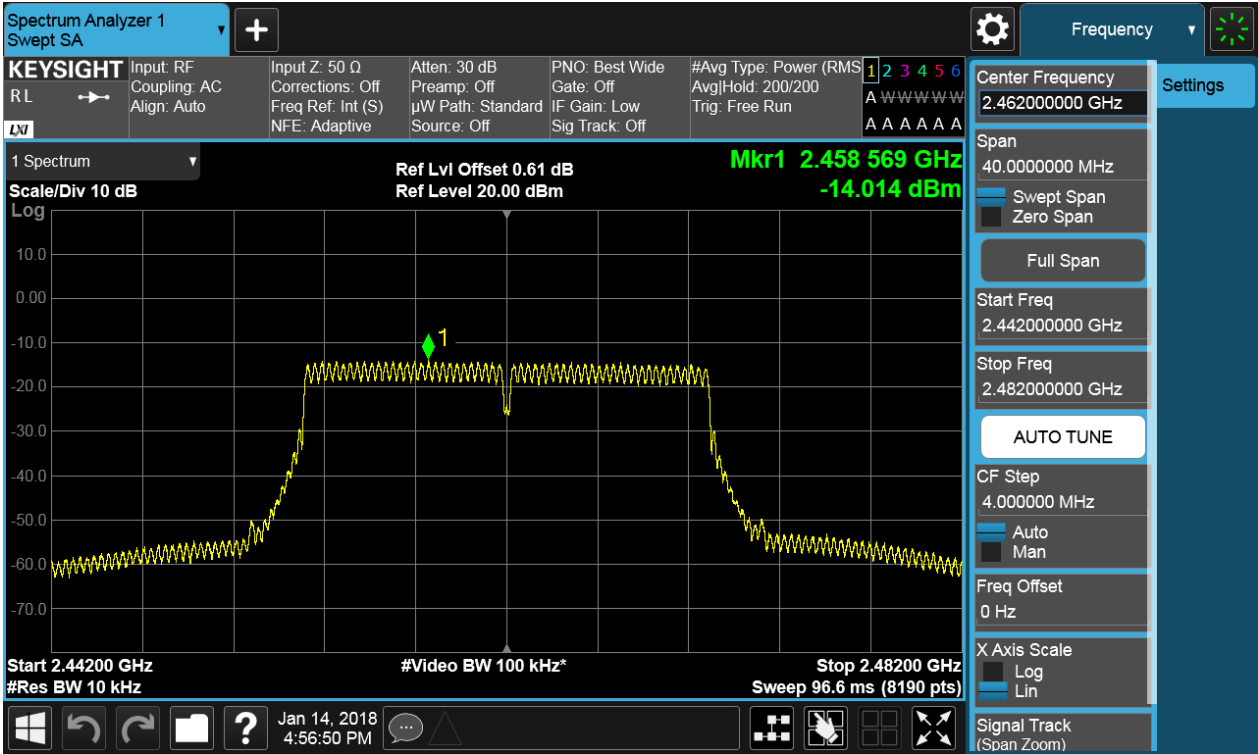 Spectrum Analyzer 1
Swept SA
Frequency
KEYSIGHT
R L
LXI
Input: RF
Coupling: AC
Align: Auto
Input Z: 50 Ω
Corrections: Off
Freq Ref: Int (S)
NFE: Adaptive
Atten: 30 dB
Preamp: Off
µW Path: Standard
Source: Off
PNO: Best Wide
Gate: Off
IF Gain: Low
Sig Track: Off
#Avg Type: Power (RMS
Avg|Hold: 200/200
Trig: Free Run
1 2 3 4 5 6
A W W W W W
A A A A A A
1 Spectrum
Scale/Div 10 dB
Ref Lvl Offset 0.61 dB
Ref Level 20.00 dBm
Mkr1 2.458 569 GHz
-14.014 dBm
Log
10.0
0.00
-10.0
-20.0
-30.0
-40.0
-50.0
-60.0
-70.0
1
Start 2.44200 GHz
#Res BW 10 kHz
#Video BW 100 kHz*
Stop 2.48200 GHz
Sweep 96.6 ms (8190 pts)
?
Jan 14, 2018
4:56:50 PM
Center Frequency
2.462000000 GHz
Span
40.0000000 MHz
Swept Span
Zero Span
Full Span
Start Freq
2.442000000 GHz
Stop Freq
2.482000000 GHz
AUTO TUNE
CF Step
4.000000 MHz
Auto
Man
Freq Offset
0 Hz
X Axis Scale
Log
Lin
Signal Track
(Span Zoom)
Settings